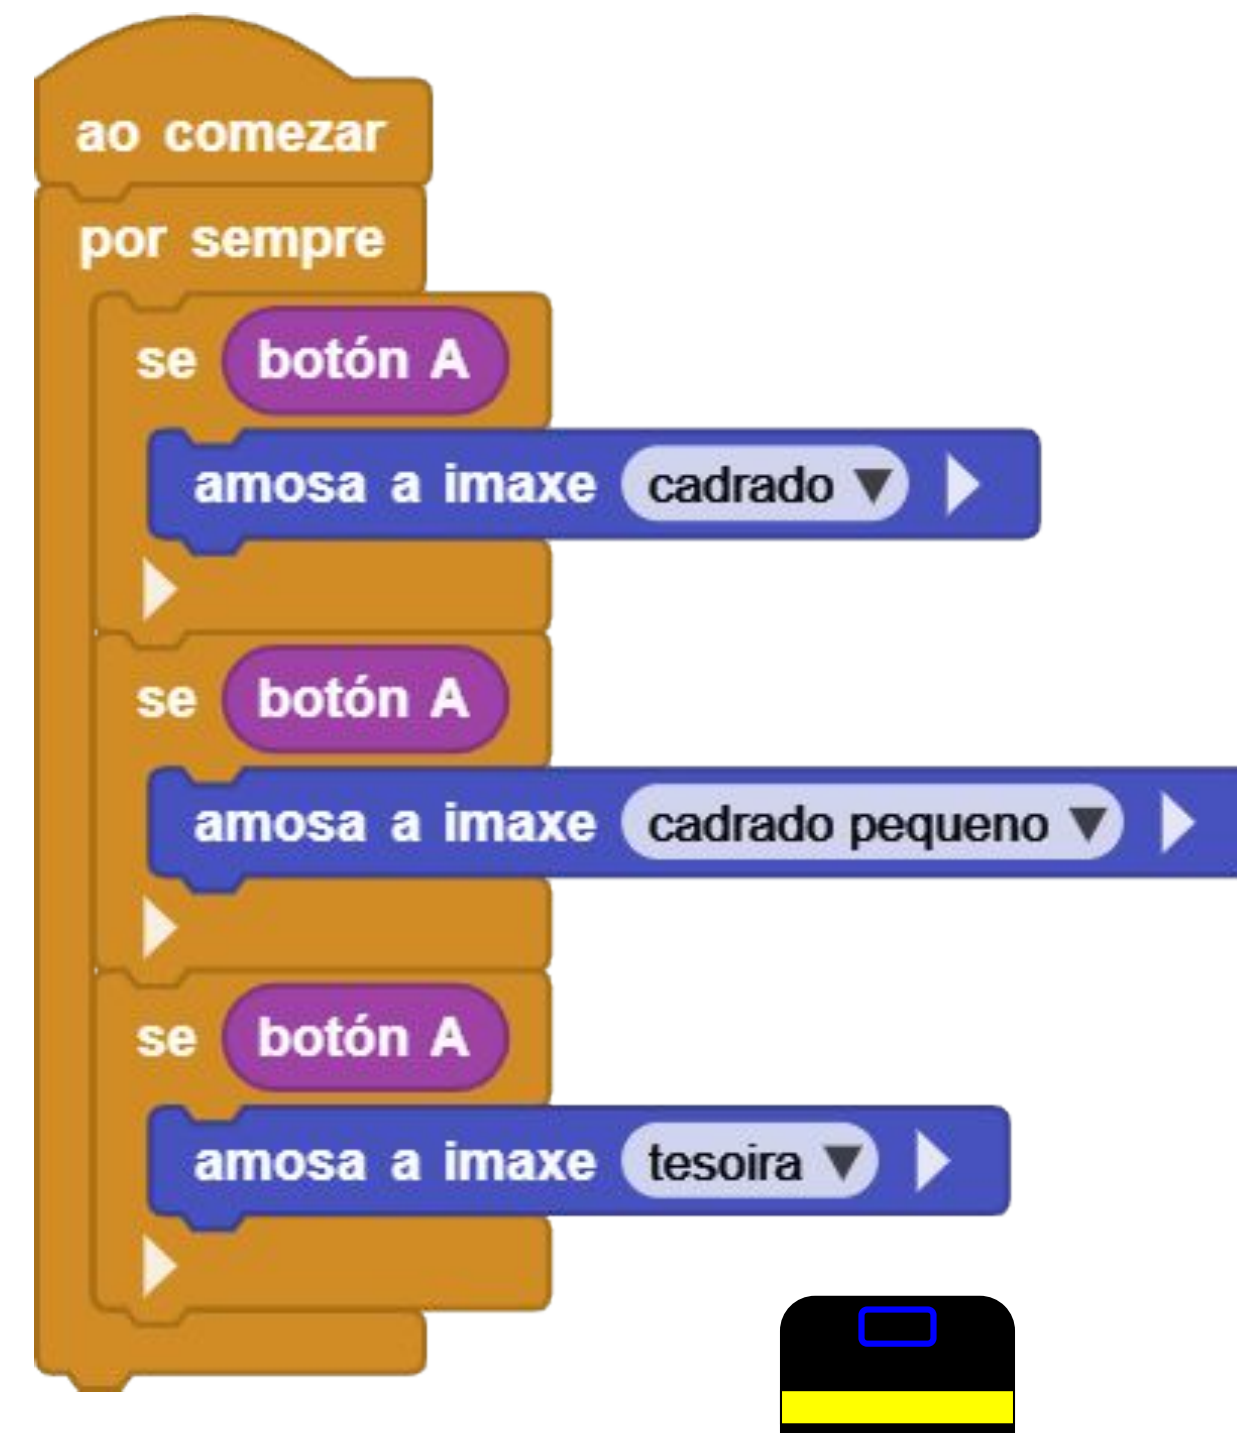 ao comezar
por sempre
se botón A
amosa a imaxe cadrado
se botón A
amosa a imaxe cadrado pequeno
se botón A
amosa a imaxe tesoira